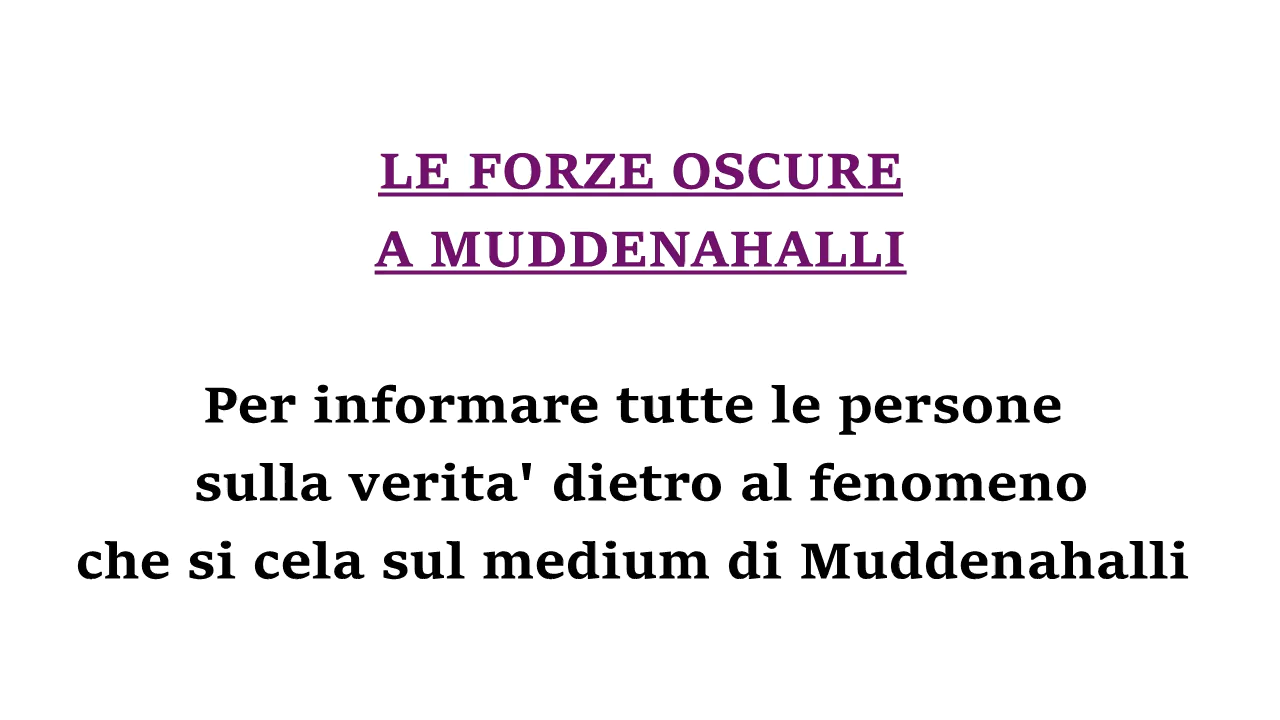 LE FORZE OSCURE
A MUDDENAHALLI
Per informare tutte le persone
sulla verita' dietro al fenomeno
che si cela sul medium di Muddenahalli